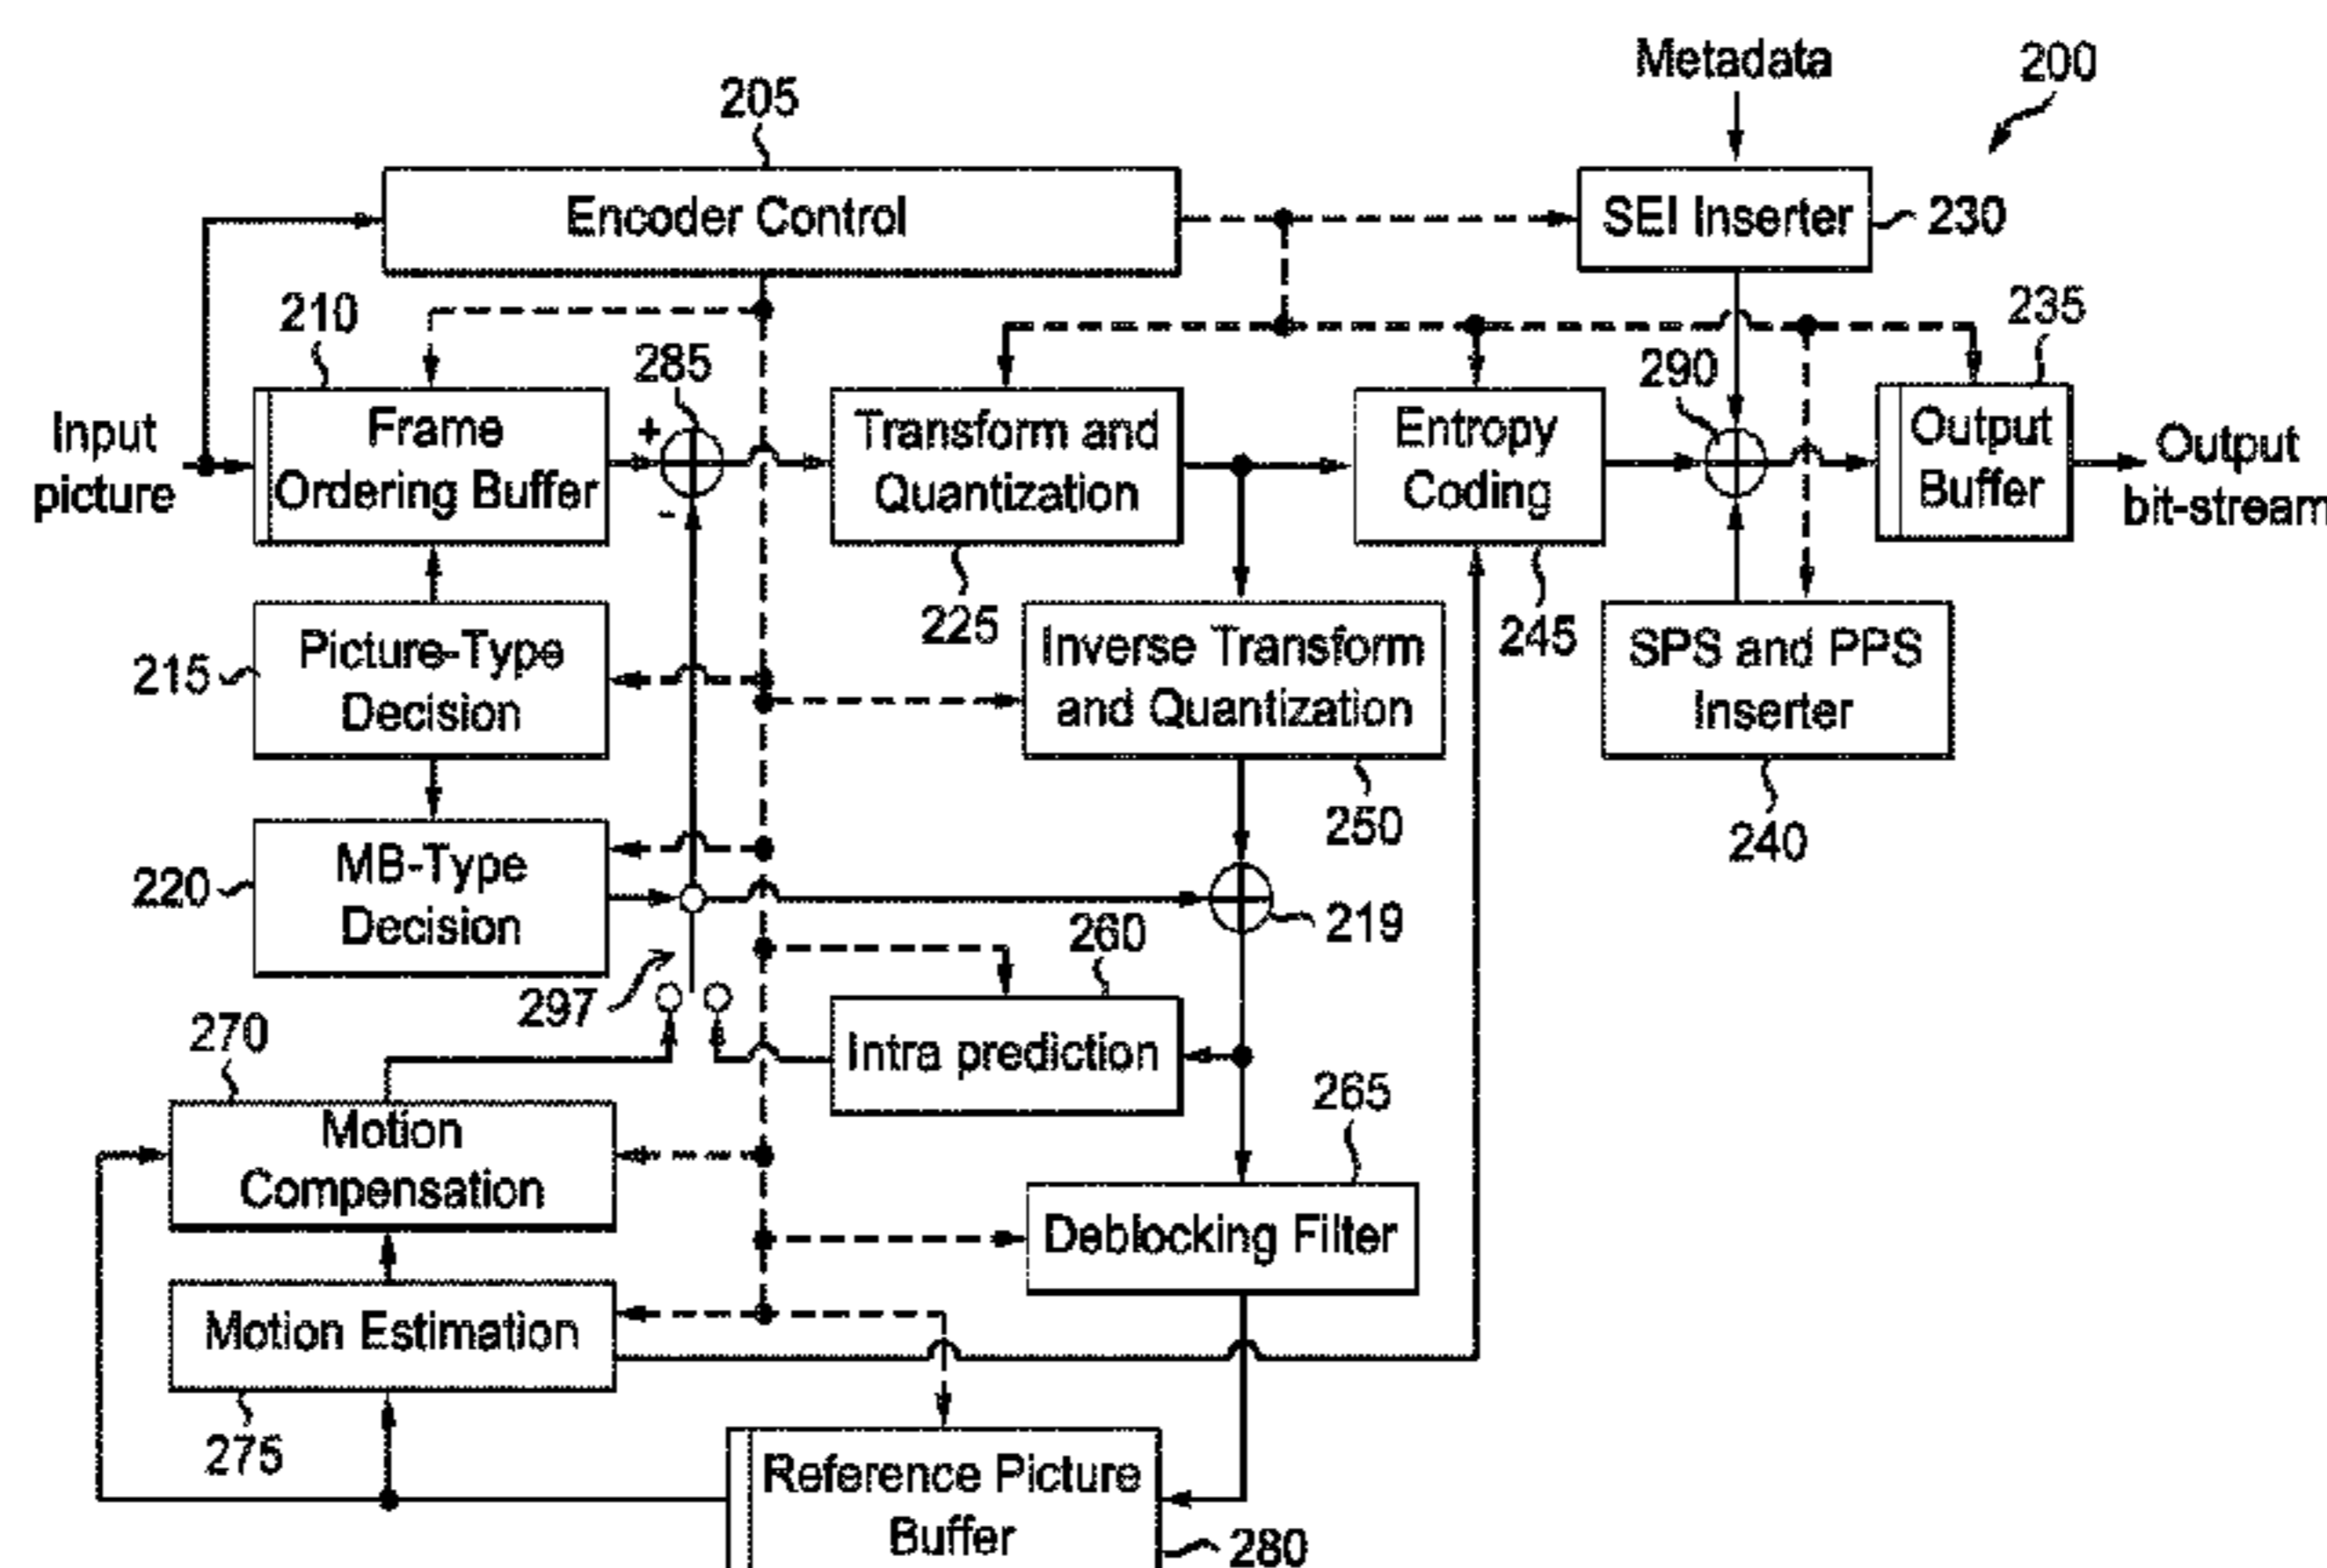 Metadata
200
205
Encoder Control
SEI Inserter
230
210
285
290
235
Input
picture
Frame
Ordering Buffer
+
-
Transform and
Quantization
Entropy
Coding
Output
Buffer
Output
bit-stream
225
245
215
Picture-Type
Decision
Inverse Transform
and Quantization
SPS and PPS
Inserter
250
240
220
MB-Type
Decision
219
297
260
270
Intra prediction
265
Motion
Compensation
Deblocking Filter
Motion Estimation
275
Reference Picture
Buffer
280